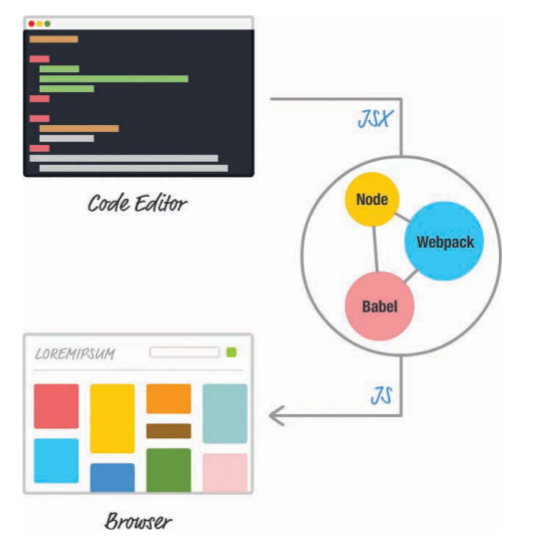 JSX
Code Editor
Node
Webpack
Babel
LOREMIPSUM
JS
Browser